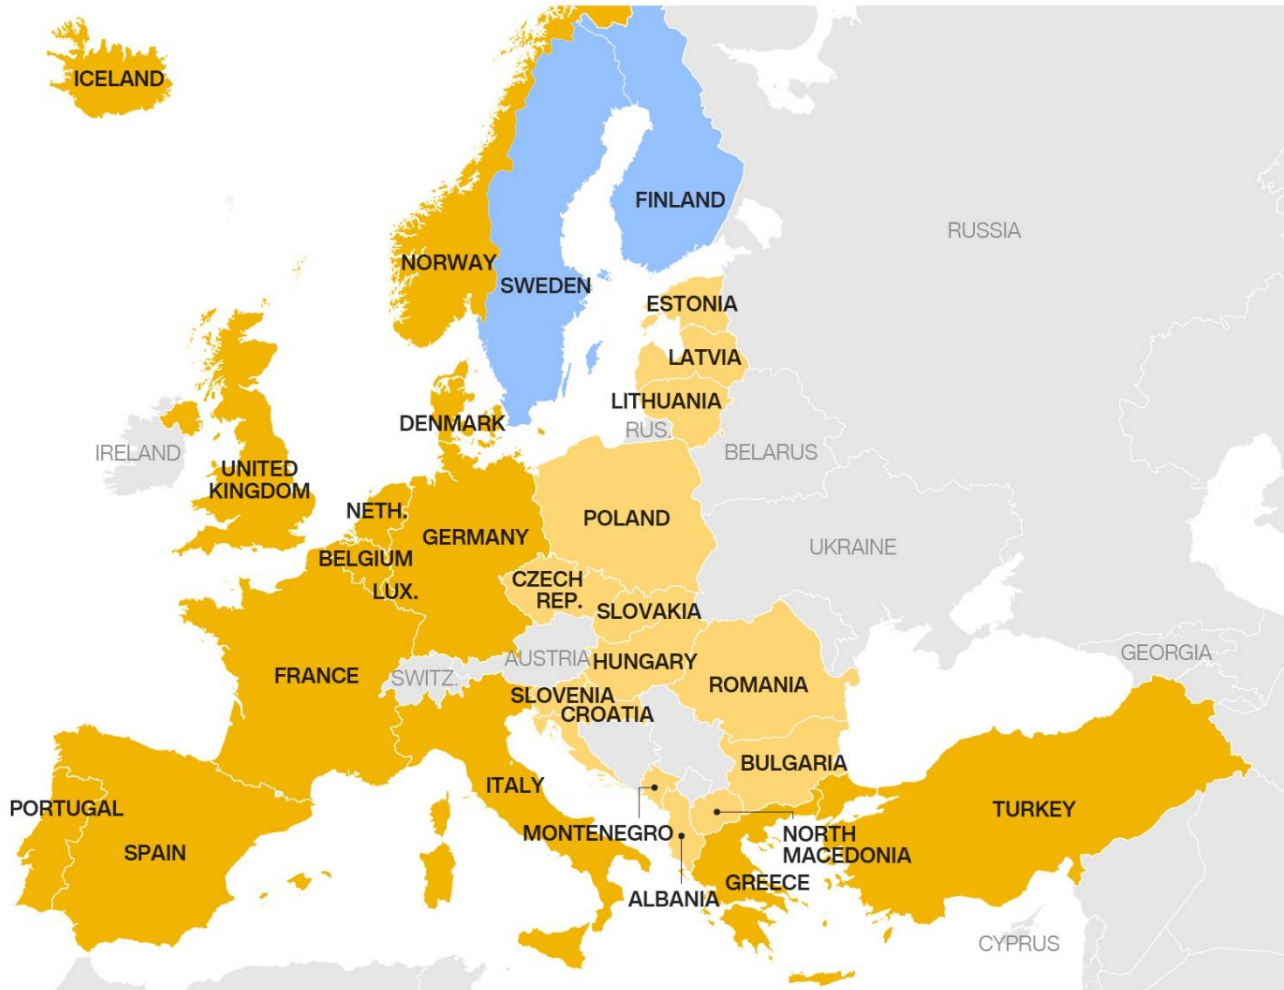 ICELAND
FINLAND
RUSSIA
NORWAY
SWEDEN
ESTONIA
LATVIA
LITHUANIA
RUS.
DENMARK
IRELAND
BELARUS
UNITED
KINGDOM
NETH.
POLAND
GERMANY
UKRAINE
BELGIUM
LUX.
CZECH
REP.
SLOVAKIA
AUSTRIA
HUNGARY
GEORGIA
FRANCE
SWITZ.
ROMANIA
SLOVENIA
CROATIA
BULGARIA
ITALY
PORTUGAL
TURKEY
MONTENEGRO
NORTH
MACEDONIA
SPAIN
GREECE
ALBANIA
CYPRUS